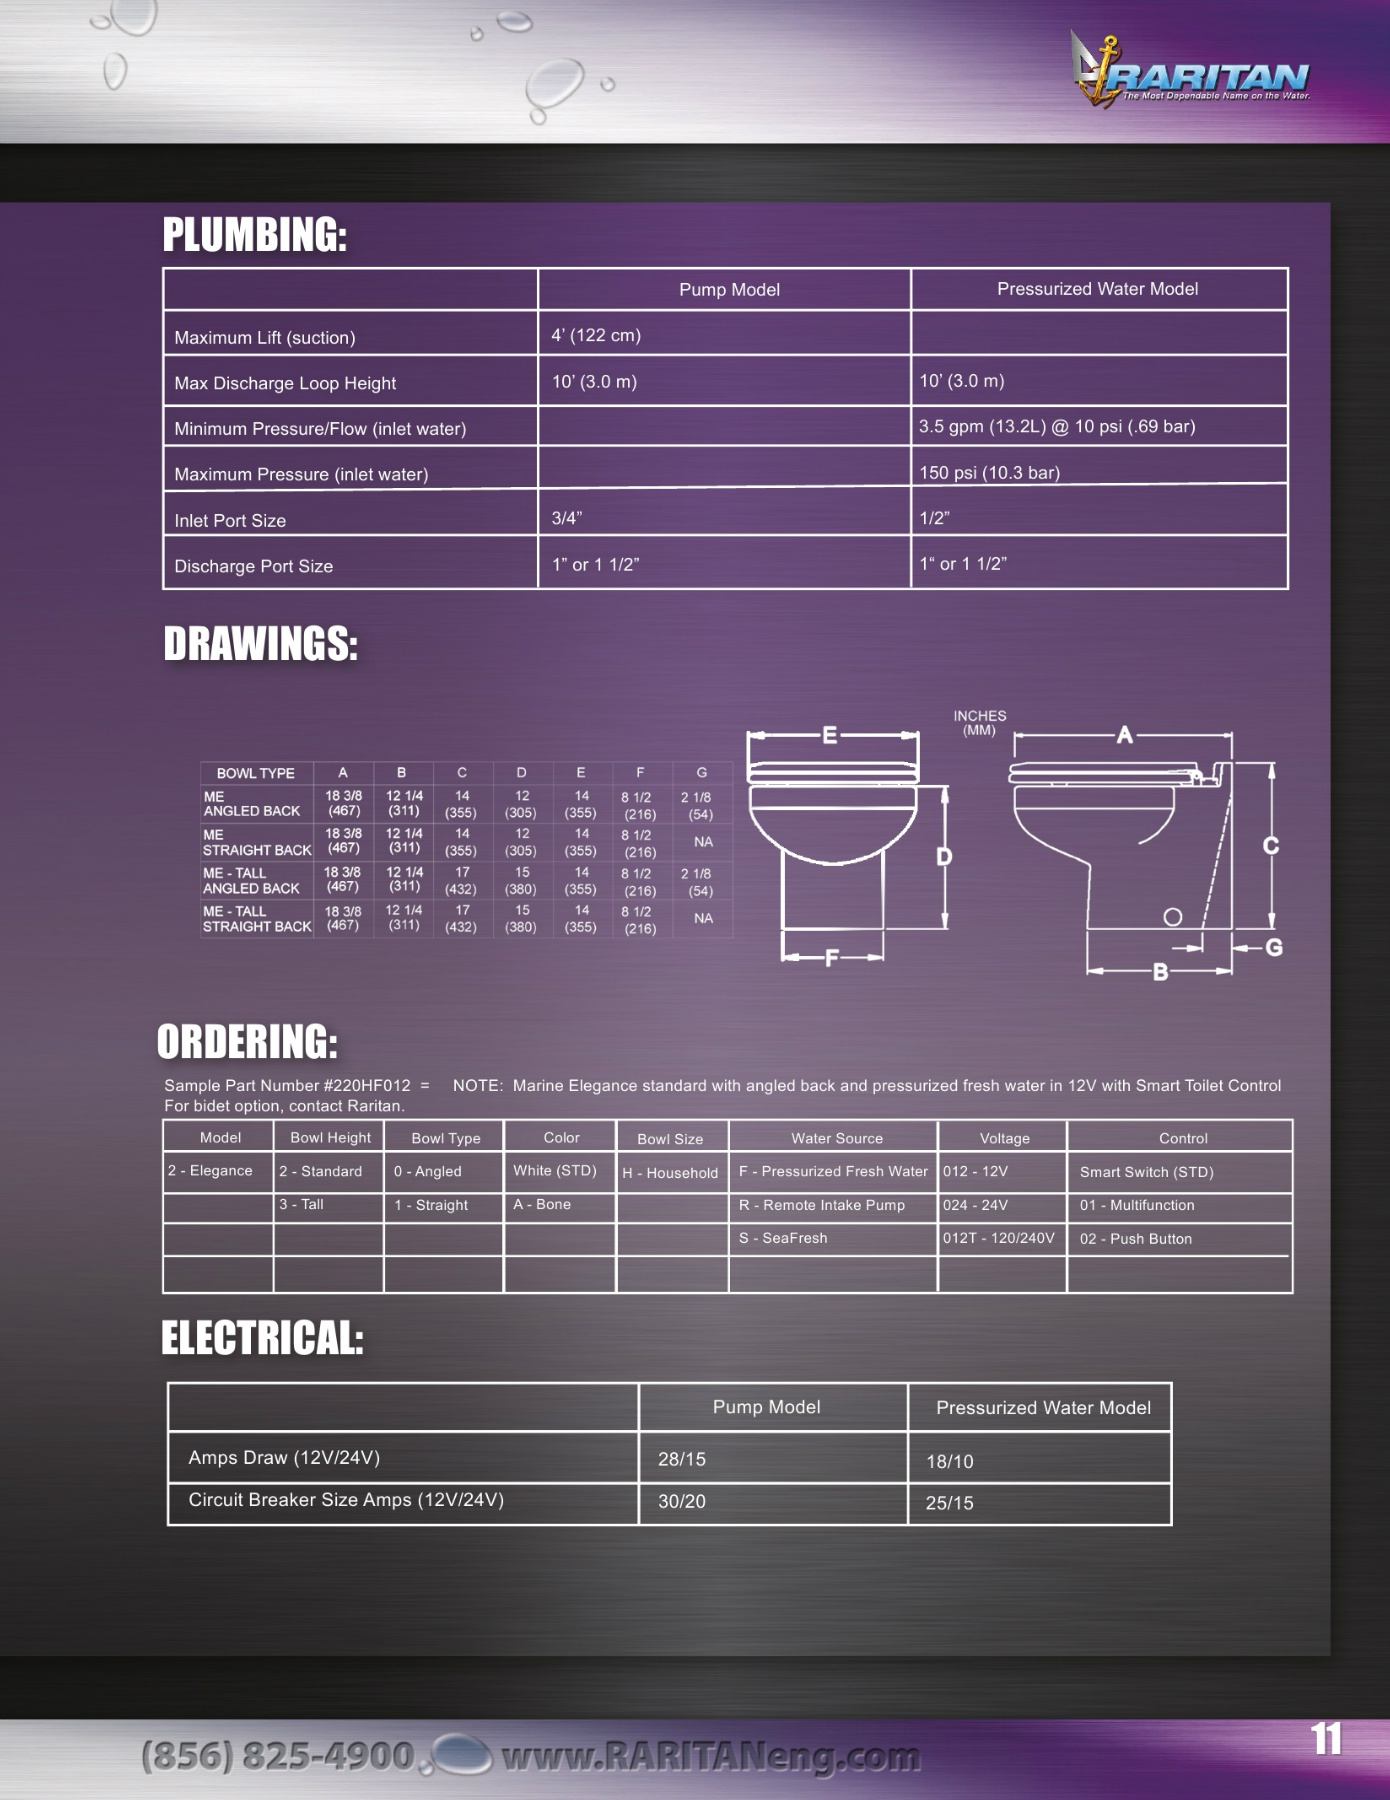 RARITAN
The Most Dependable Name on the Water.
PLUMBING:
Pump Model Pressurized Water Model
Maximum Lift (suction) 4’ (122 cm)
Max Discharge Loop Height 10’ (3.0 m) 10’ (3.0 m)
Minimum Pressure/Flow (inlet water) 3.5 gpm (13.2L) @ 10 psi (.69 bar)
Maximum Pressure (inlet water) 150 psi (10.3 bar)
Inlet Port Size 3/4” 1/2”
Discharge Port Size 1” or 1 1/2” 1“ or 1 1/2”
DRAWINGS:
BOWL TYPE A B C D E F G
ME 18 3/8 12 1/4 14 12 14 8 1/2 2 1/8
ANGLED BACK (467) (311) (355) (305) (355) (216) (54)
ME 18 3/8 12 1/4 14 12 14 8 1/2 NA
STRAIGHT BACK (467) (311) (355) (305) (355) (216)
ME - TALL 18 3/8 12 1/4 17 15 14 8 1/2 2 1/8
ANGLED BACK (467) (311) (432) (380) (355) (216) (54)
ME - TALL 18 3/8 12 1/4 17 15 14 8 1/2 NA
STRAIGHT BACK (467) (311) (432) (380) (355) (216)
INCHES
(MM)
E
A
D
C
F
B
G
ORDERING:
Sample Part Number #220HF012 = NOTE: Marine Elegance standard with angled back and pressurized fresh water in 12V with Smart Toilet Control
For bidet option, contact Raritan.
Model Bowl Height Bowl Type Color Bowl Size Water Source Voltage Control
2 - Elegance 2 - Standard 0 - Angled White (STD) H - Household F - Pressurized Fresh Water 012 - 12V Smart Switch (STD)
3 - Tall 1 - Straight A - Bone R - Remote Intake Pump 024 - 24V 01 - Multifunction
S - SeaFresh 012T - 120/240V 02 - Push Button
ELECTRICAL:
Pump Model Pressurized Water Model
Amps Draw (12V/24V) 28/15 18/10
Circuit Breaker Size Amps (12V/24V) 30/20 25/15
(856) 825-4900 www.RARITANeng.com
11